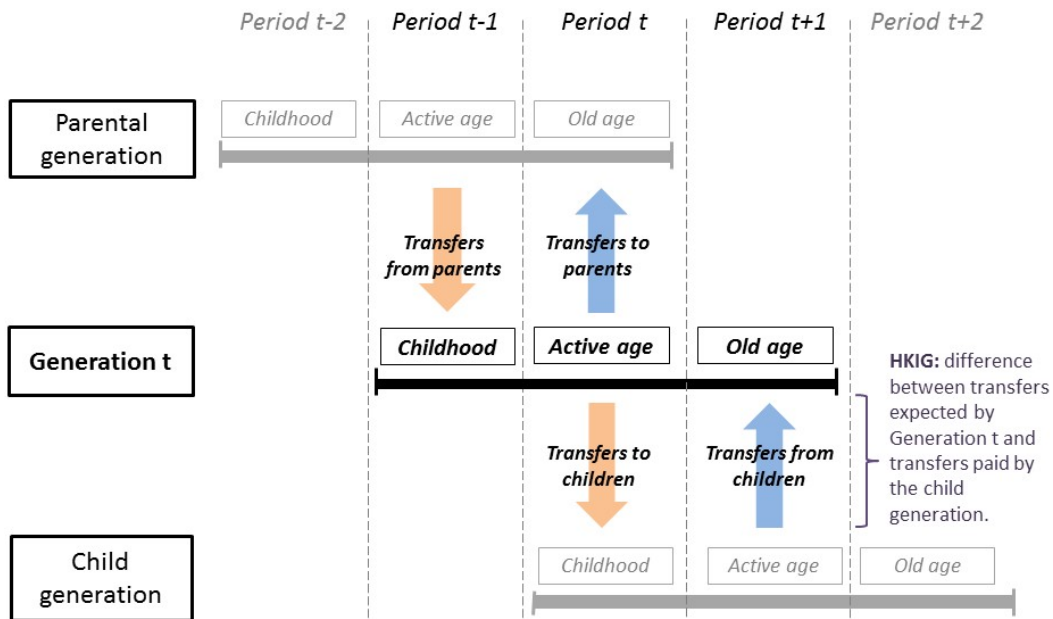 Period t-2 Period t-1 Period t Period t+1 Period t+2
Parental
generation
Childhood Active age Old age
Transfers
from parents
Transfers to
parents
Generation t
Childhood Active age Old age
HKIG: difference
between transfers
expected by
Generation t and
transfers paid by
the child
generation.
Transfers to
children
Transfers from
children
Child
generation
Childhood Active age Old age